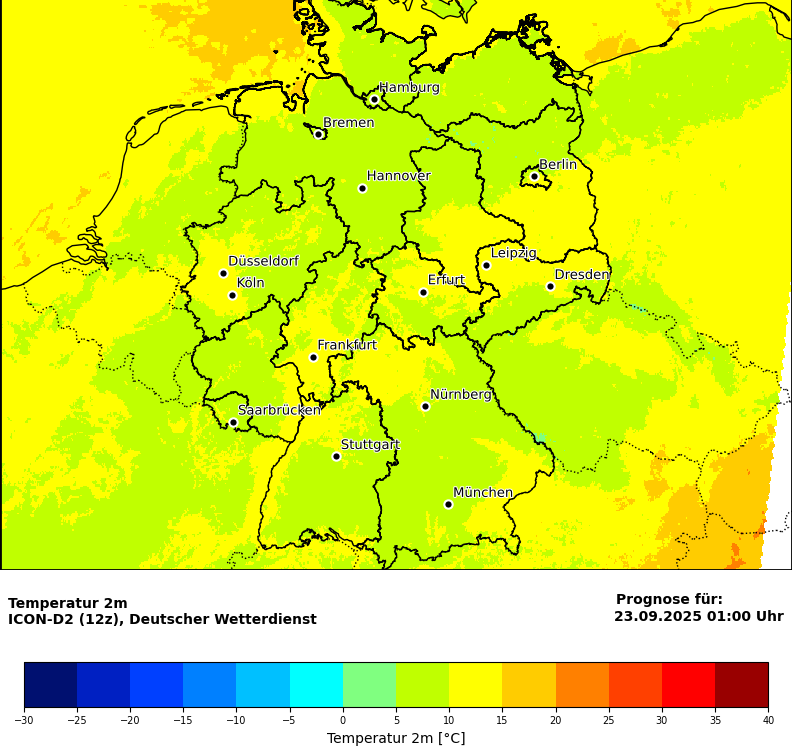 Hamburg
Bremen
Berlin
Hannover
Leipzig
Düsseldorf
Dresden
Köln
Erfurt
Frankfurt
Nürnberg
Saarbrücken
Stuttgart
München
Temperatur 2m
ICON-D2 (12z), Deutscher Wetterdienst
Prognose für:
23.09.2025 01:00 Uhr
−30 −25 −20 −15 −10 −5 0 5 10 15 20 25 30 35 40
Temperatur 2m [°C]